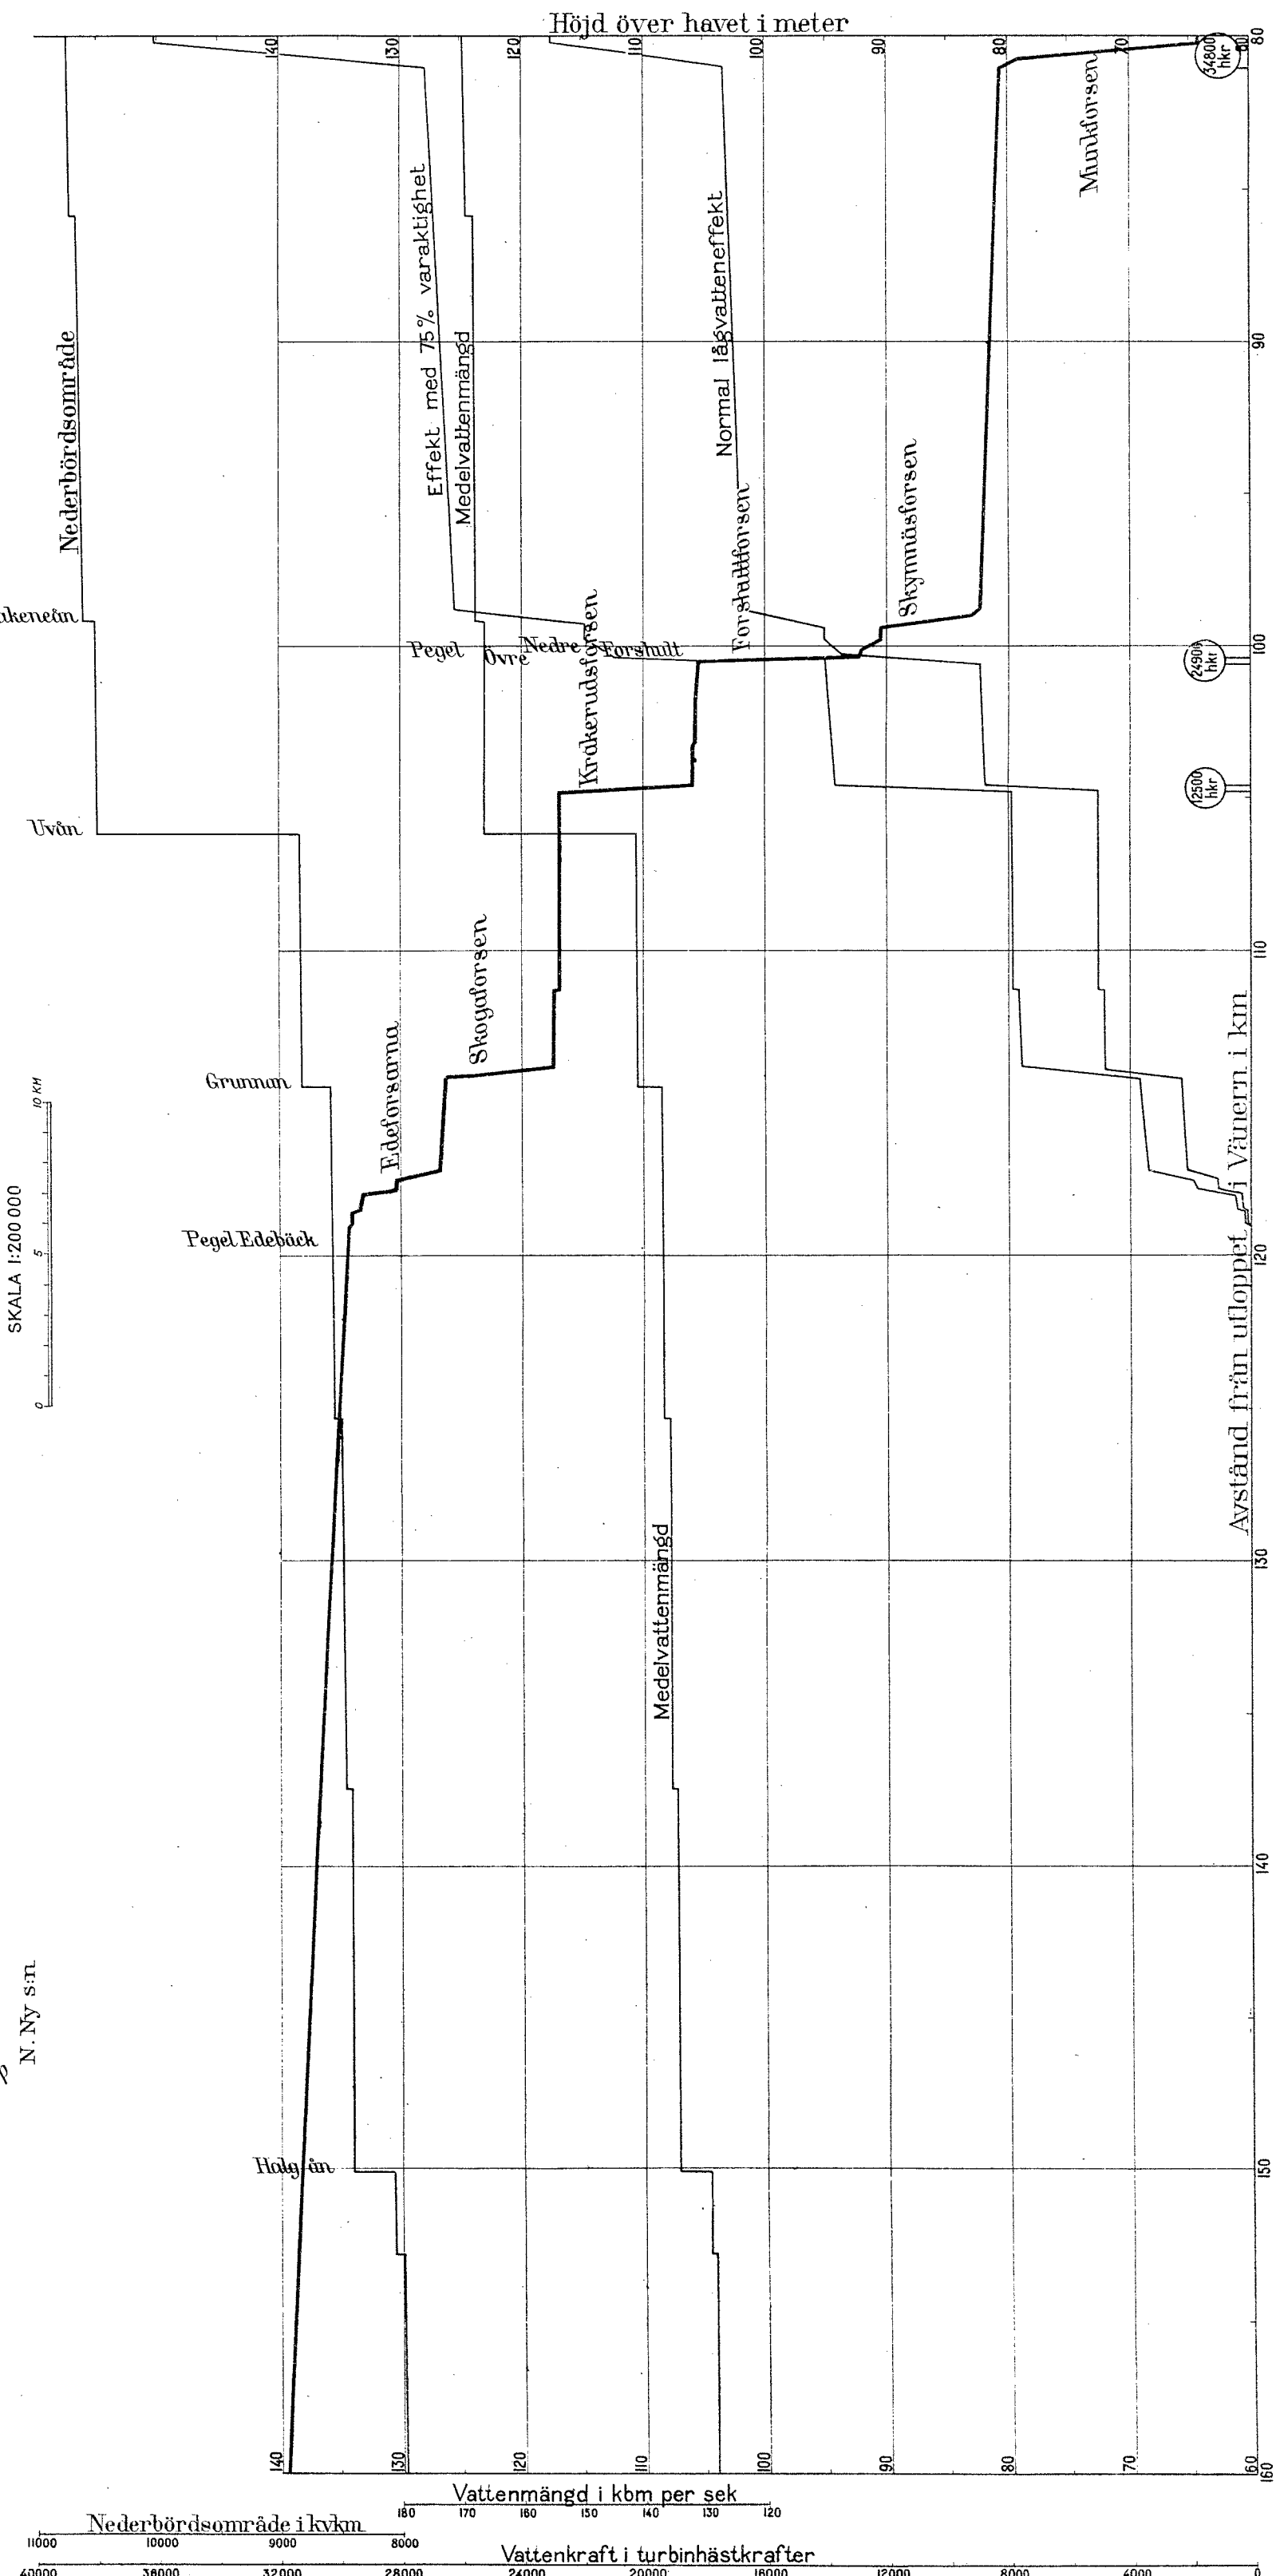 Höjd över havet i meter
140
130
120
110
100
90
80
70
60
80
34800
hkr
Munkforsen
Effekt med 75% varaktighet
Medelvattenmängd
Normal lågvatteneffekt
Nederbördsområde
90
Skymnäsforsen
Forshultforsen
Kråkerudsforsen
Pegel
Övre
Nedre
Forshult
100
24900
hkr
12500
hkr
Uvån
110
Skogaforsen
Edeforsarna
Grunnan
SKALA 1:200 000
10 KM
5
0
Pegel Edebäck
120
Avstånd från utloppet i Vänern i km
130
Medelvattenmängd
140
N. Ny s:n
Halgån
150
140
130
120
110
100
90
80
70
60
160
Vattenmängd i kbm per sek
180
170
160
150
140
130
120
Nederbördsområde i kvkm
11000
10000
9000
8000
Vattenkraft i turbinhästkrafter
40000
36000
32000
28000
24000
20000
16000
12000
8000
4000
0